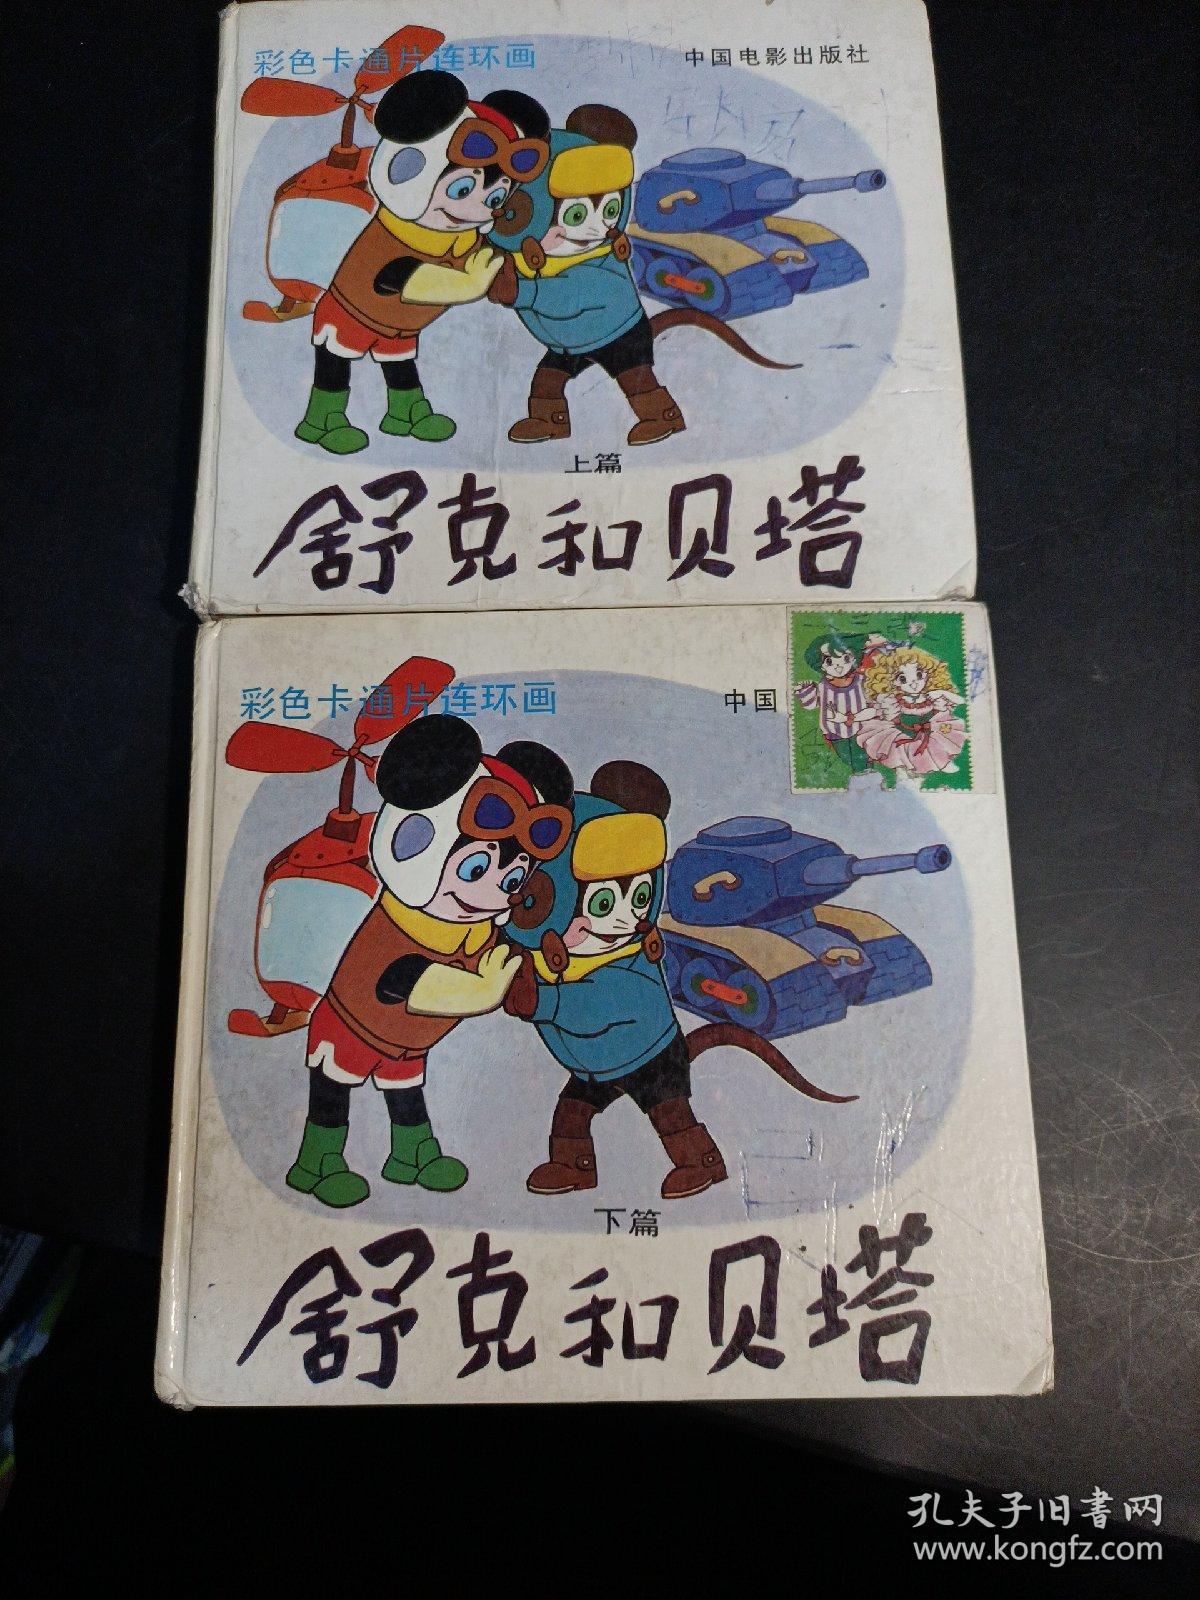 彩色卡通片连环画
中国电影出版社
上篇
舒克和贝塔
彩色卡通片连环画
中国
下篇
舒克和贝塔
孔夫子旧书网
www.kongfz.com